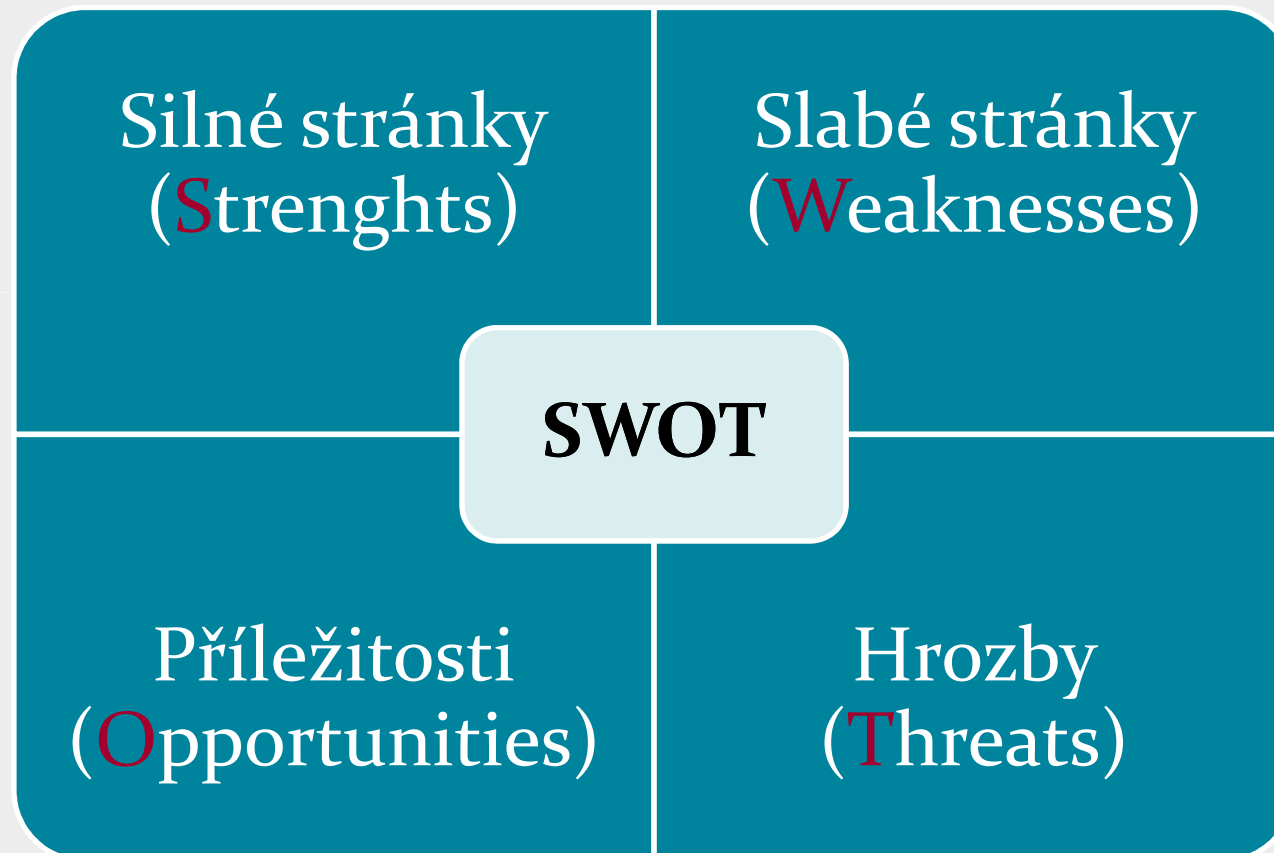 Silné stránky
(Strenghts)
Slabé stránky
(Weaknesses)
SWOT
Příležitosti
(Opportunities)
Hrozby
(Threats)